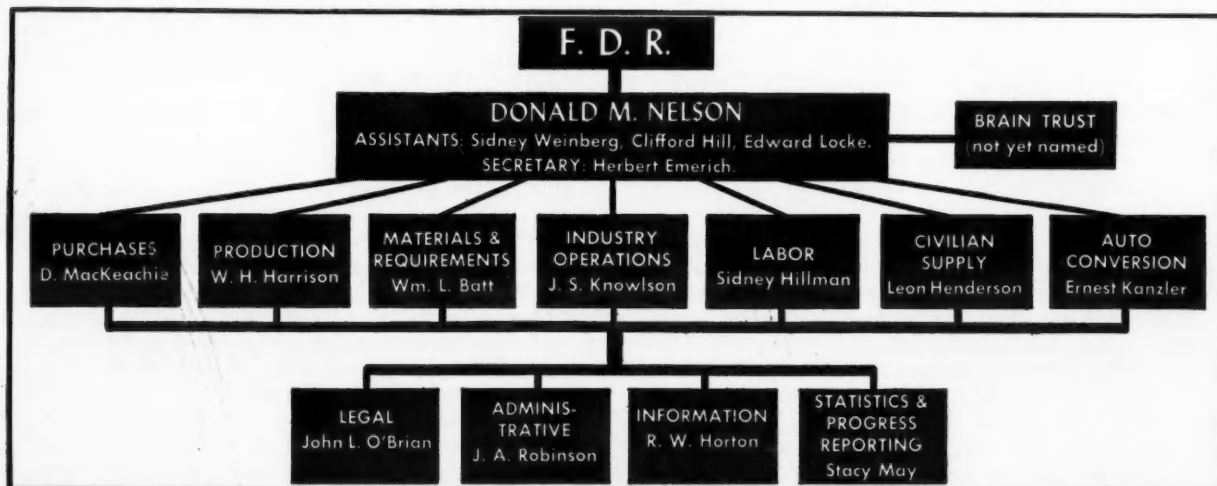 F. D. R.
DONALD M. NELSON
ASSISTANTS: Sidney Weinberg, Clifford Hill, Edward Locke.
SECRETARY: Herbert Emerich.
BRAIN TRUST
(not yet named)
PURCHASES
D. MacKeachie
PRODUCTION
W. H. Harrison
MATERIALS &
REQUIREMENTS
Wm. L. Batt
INDUSTRY
OPERATIONS
J. S. Knowlson
LABOR
Sidney Hillman
CIVILIAN
SUPPLY
Leon Henderson
AUTO
CONVERSION
Ernest Kanzler
LEGAL
John L. O'Brian
ADMINIS-
TRATIVE
J. A. Robinson
INFORMATION
R. W. Horton
STATISTICS &
PROGRESS
REPORTING
Stacy May